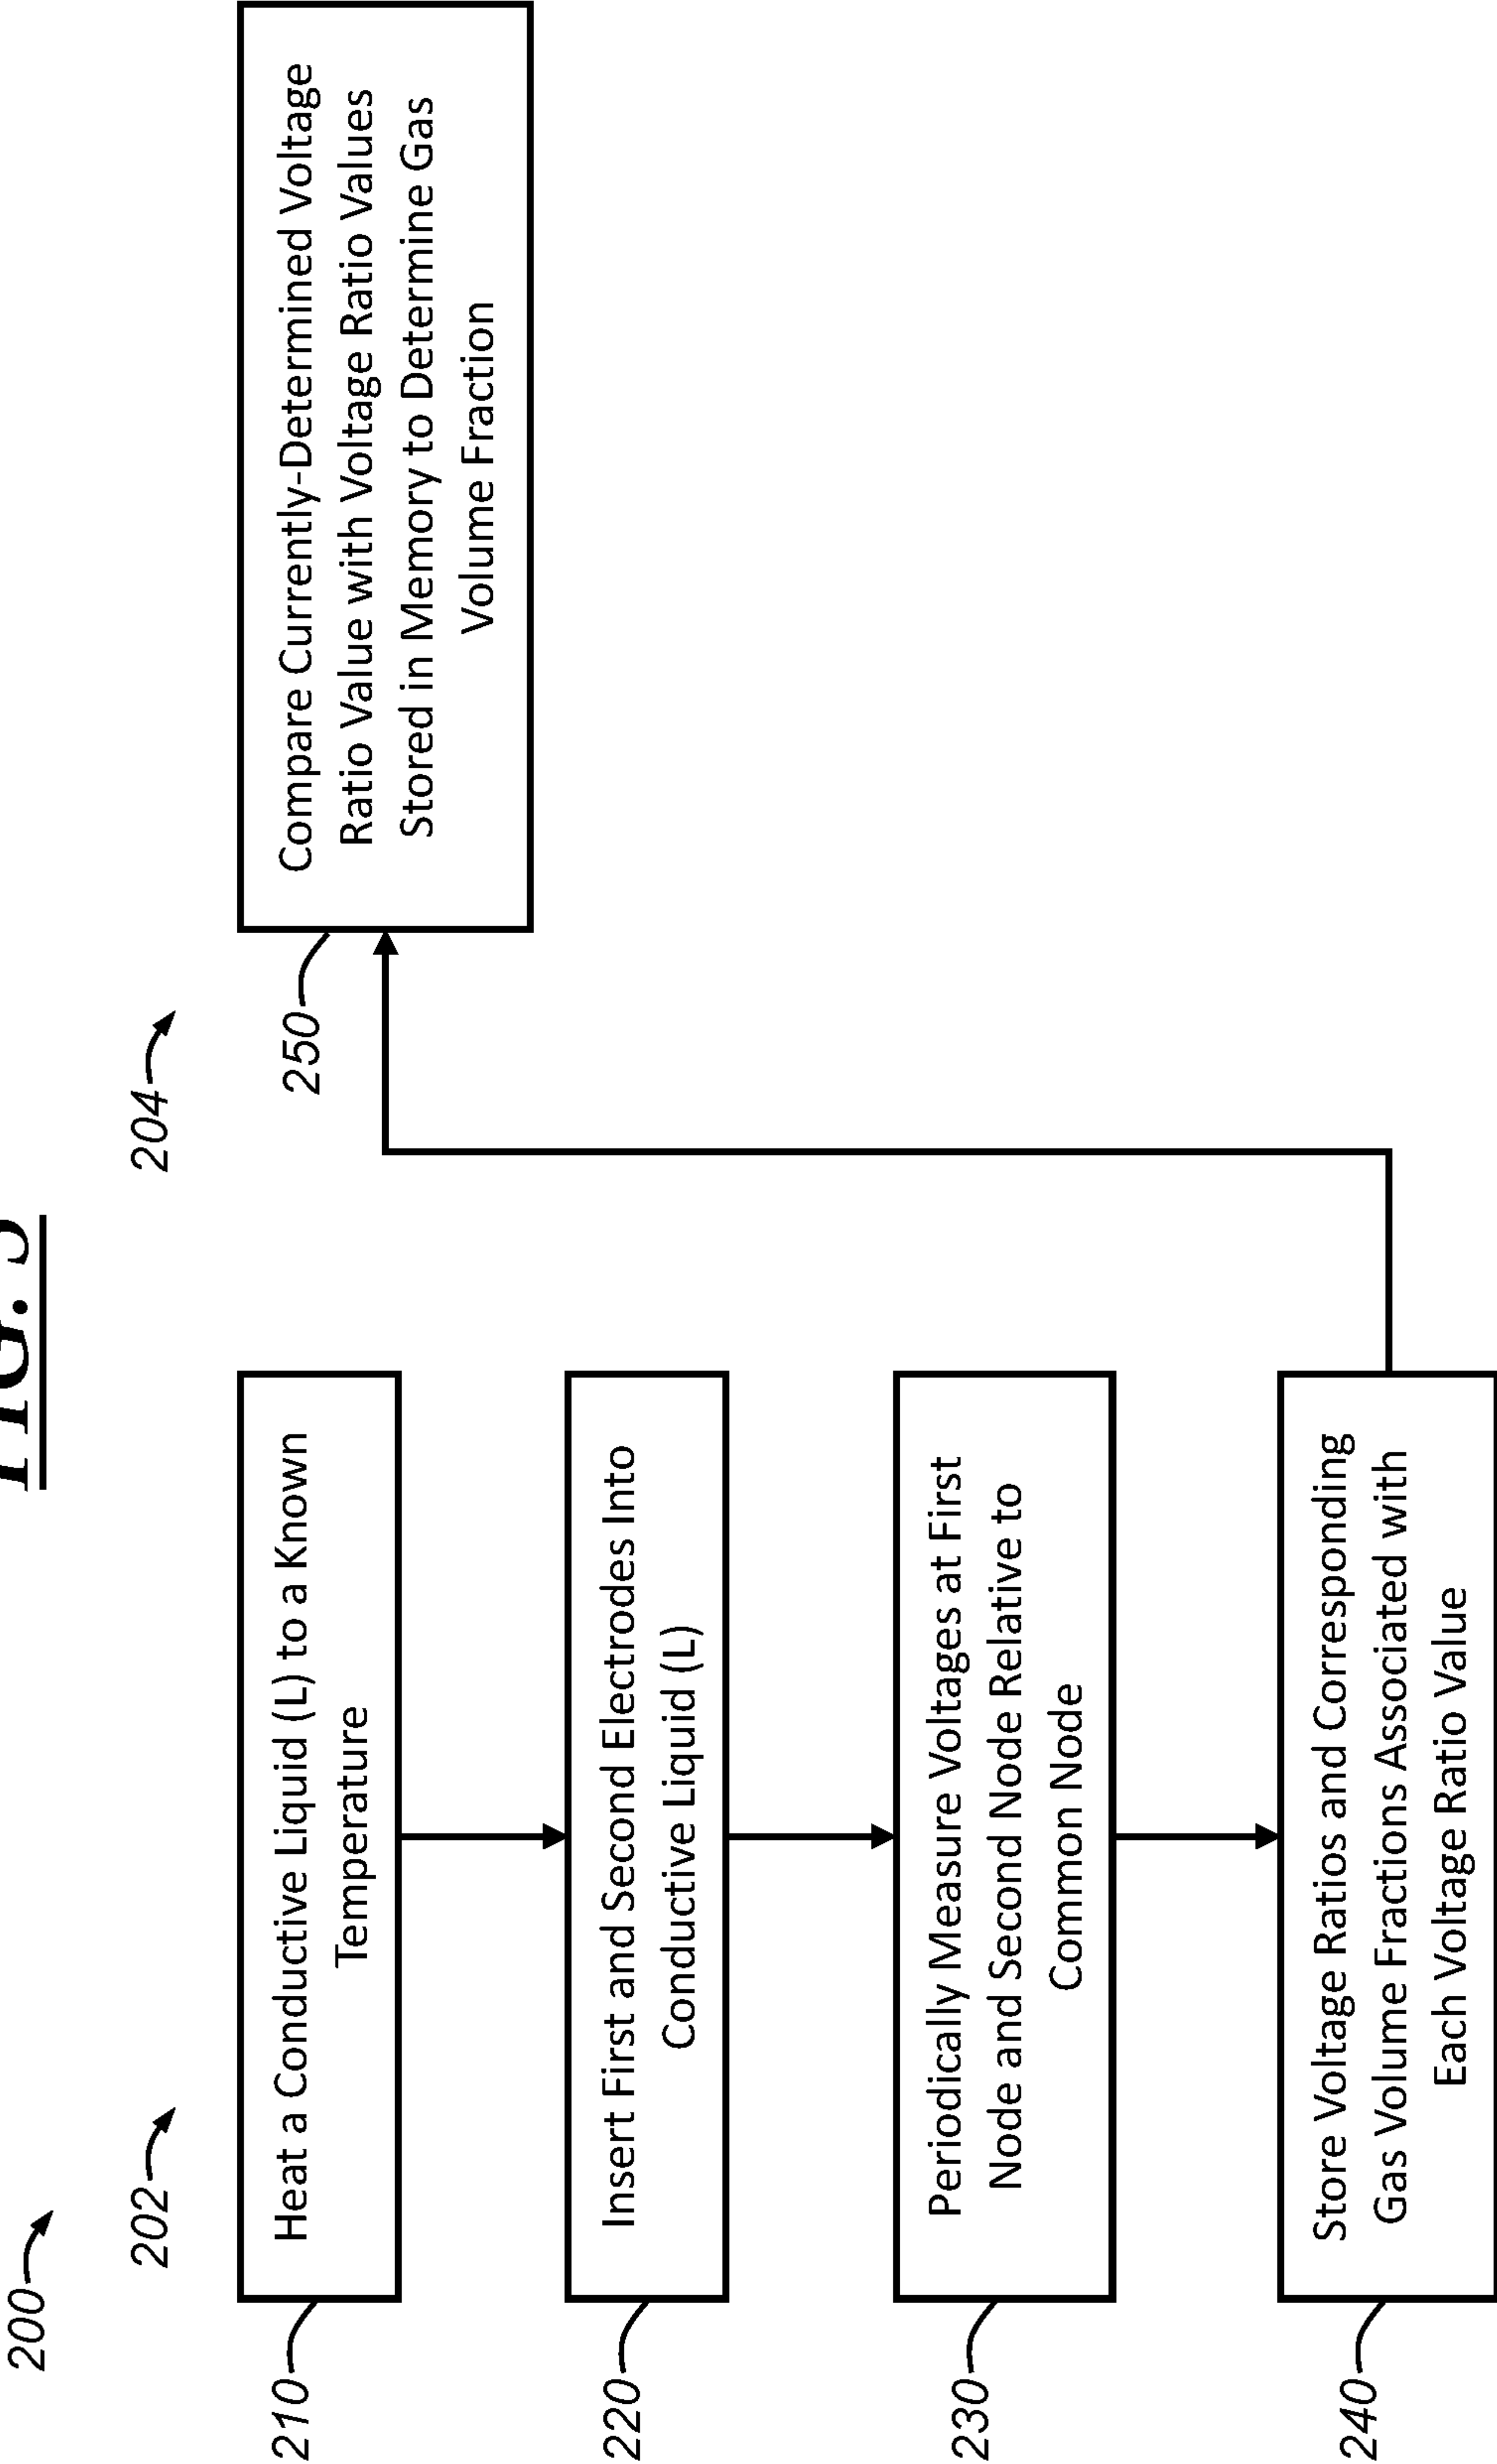 FIG.
200
202
210
Heat a Conductive Liquid (L) to a Known
Temperature
220
Insert First and Second Electrodes Into
Conductive Liquid (L)
230
Periodically Measure Voltages at First
Node and Second Node Relative to
Common Node
240
Store Voltage Ratios and Corresponding
Gas Volume Fractions Associated with
Each Voltage Ratio Value
204
250
Compare Currently-Determined Voltage
Ratio Value with Voltage Ratio Values
Stored in Memory to Determine Gas
Volume Fraction